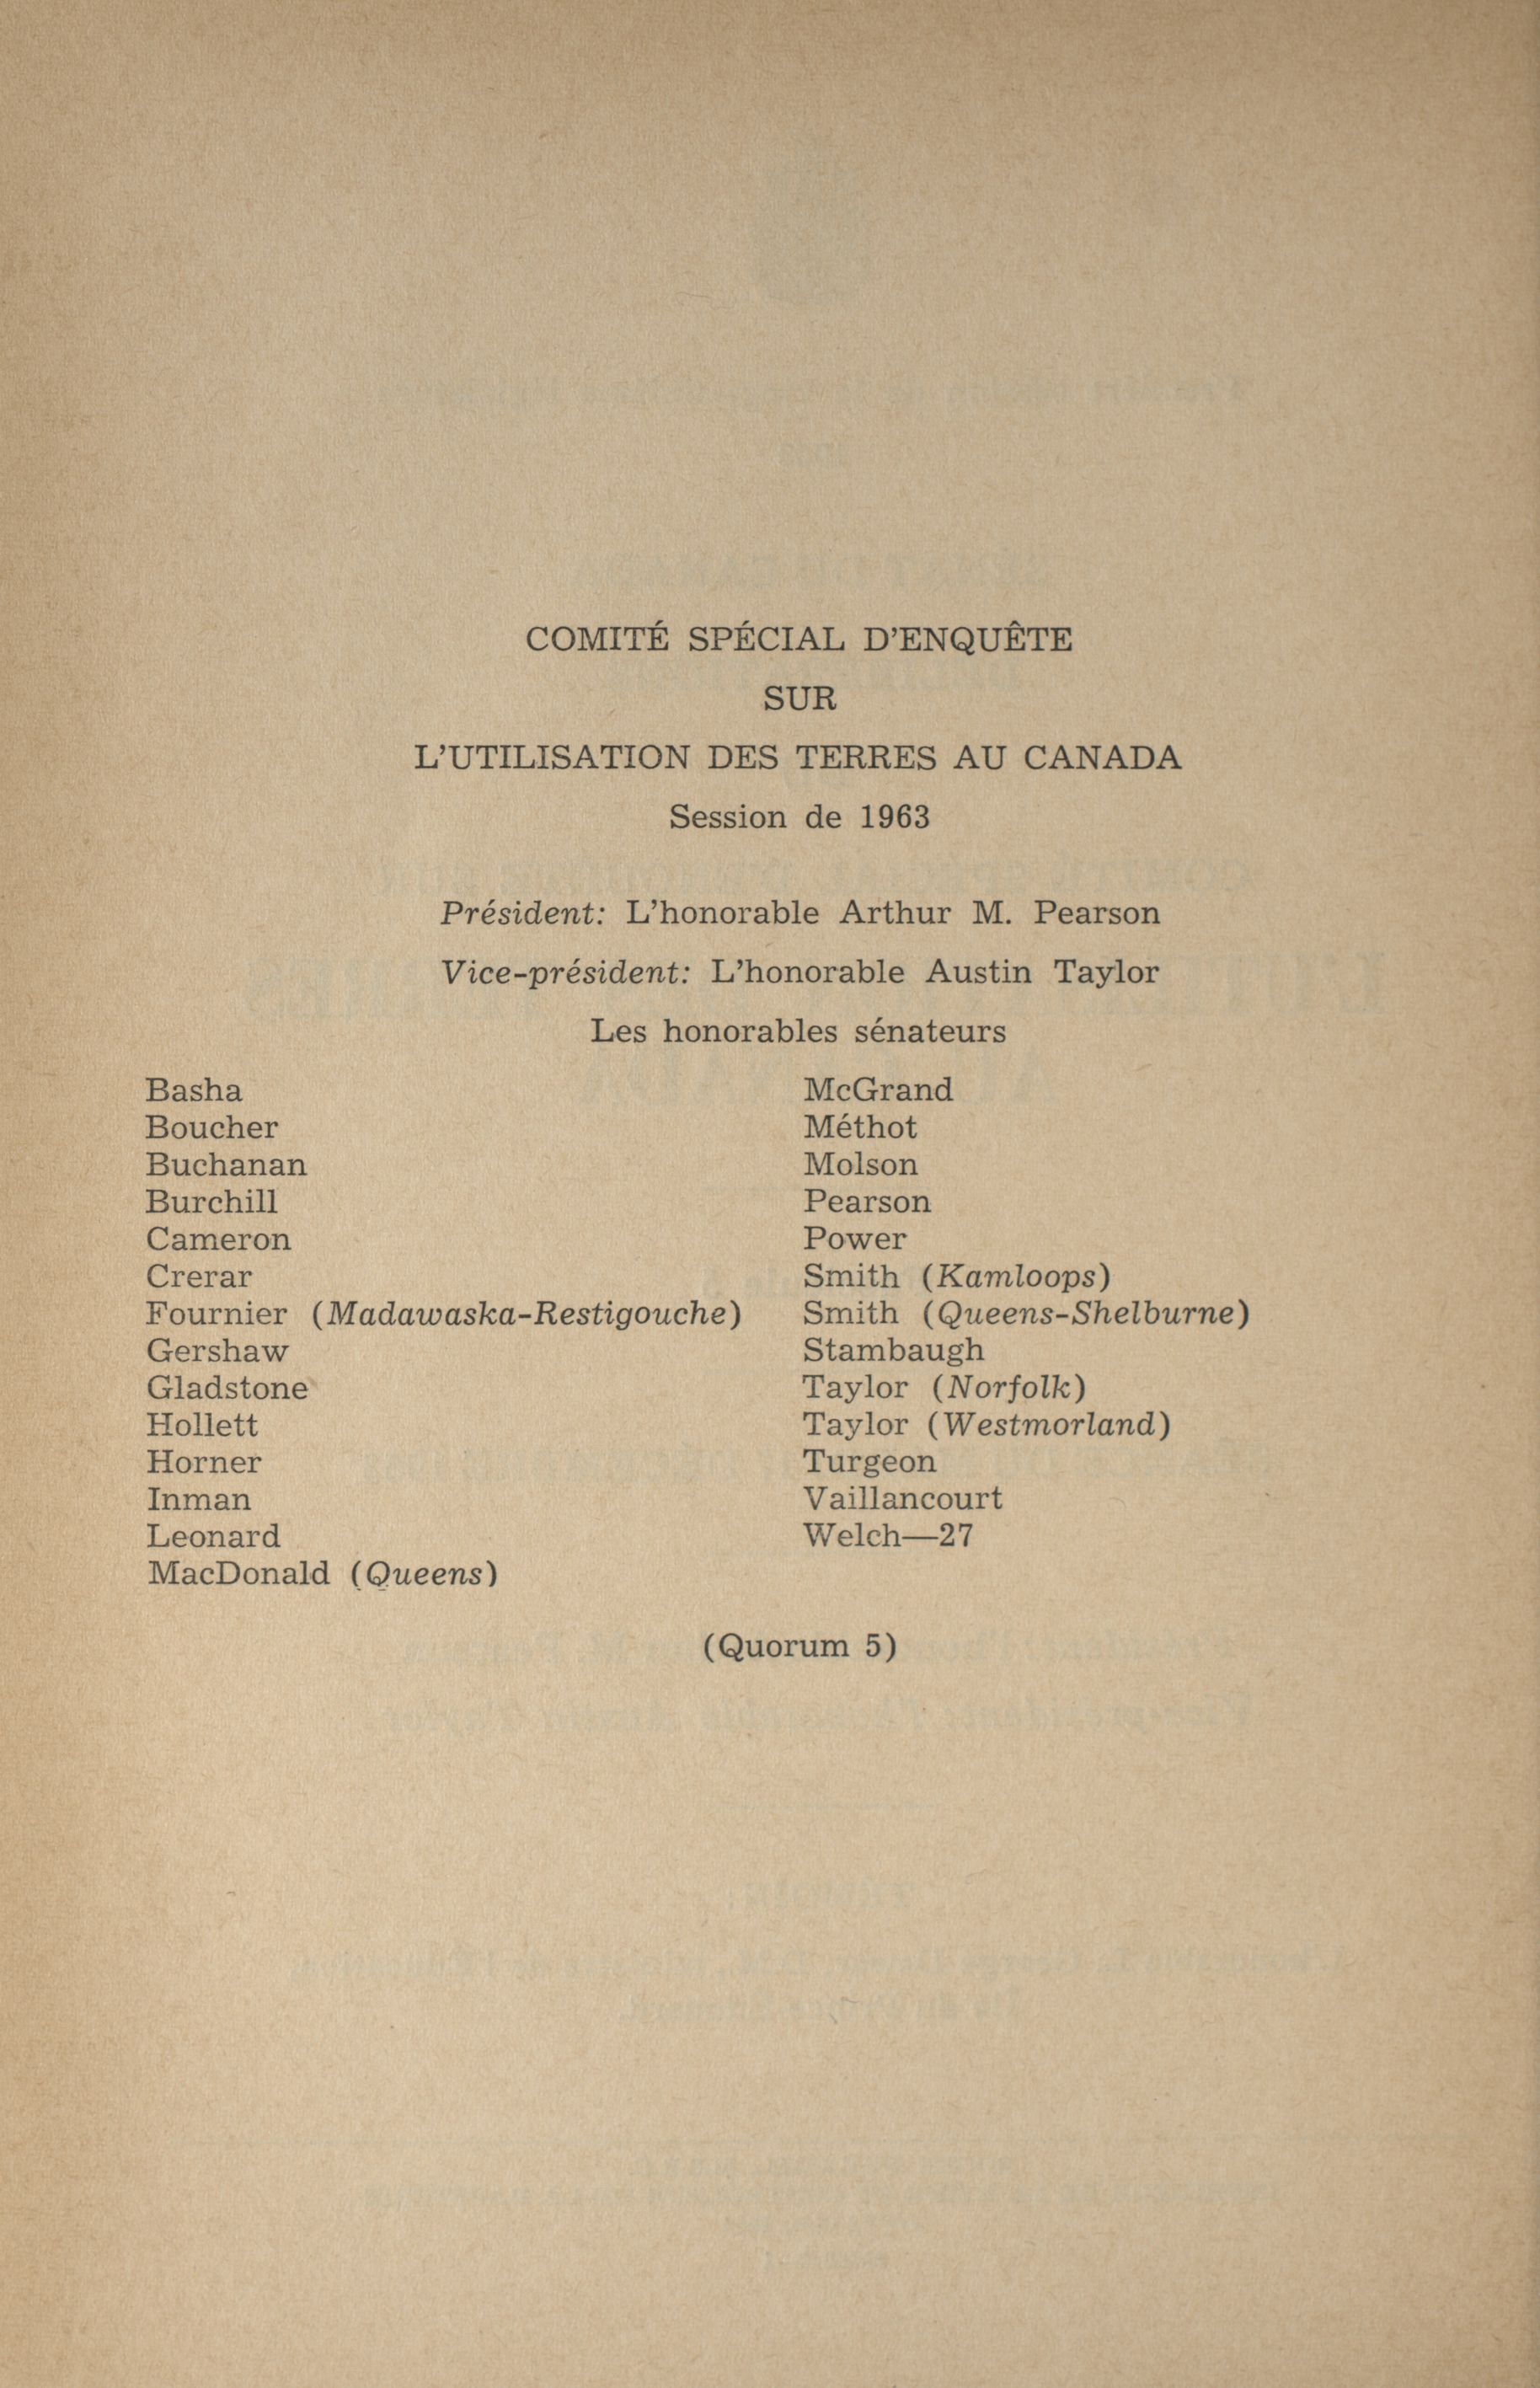 COMITÉ SPÉCIAL D'ENQUÊTE
SUR
L'UTILISATION DES TERRES AU CANADA
Session de 1963
Président: L'honorable Arthur M. Pearson
Vice-président: L'honorable Austin Taylor
Les honorables sénateurs
Basha
Boucher
Buchanan
Burchill
Cameron
Crerar
Fournier (Madawaska-Restigouche)
Gershaw
Gladstone
Hollett
Horner
Inman
Leonard
MacDonald (Queens)
McGrand
Méthot
Molson
Pearson
Power
Smith (Kamloops)
Smith (Queens-Shelburne)
Stambaugh
Taylor (Norfolk)
Taylor (Westmorland)
Turgeon
Vaillancourt
Welch—27
(Quorum 5)